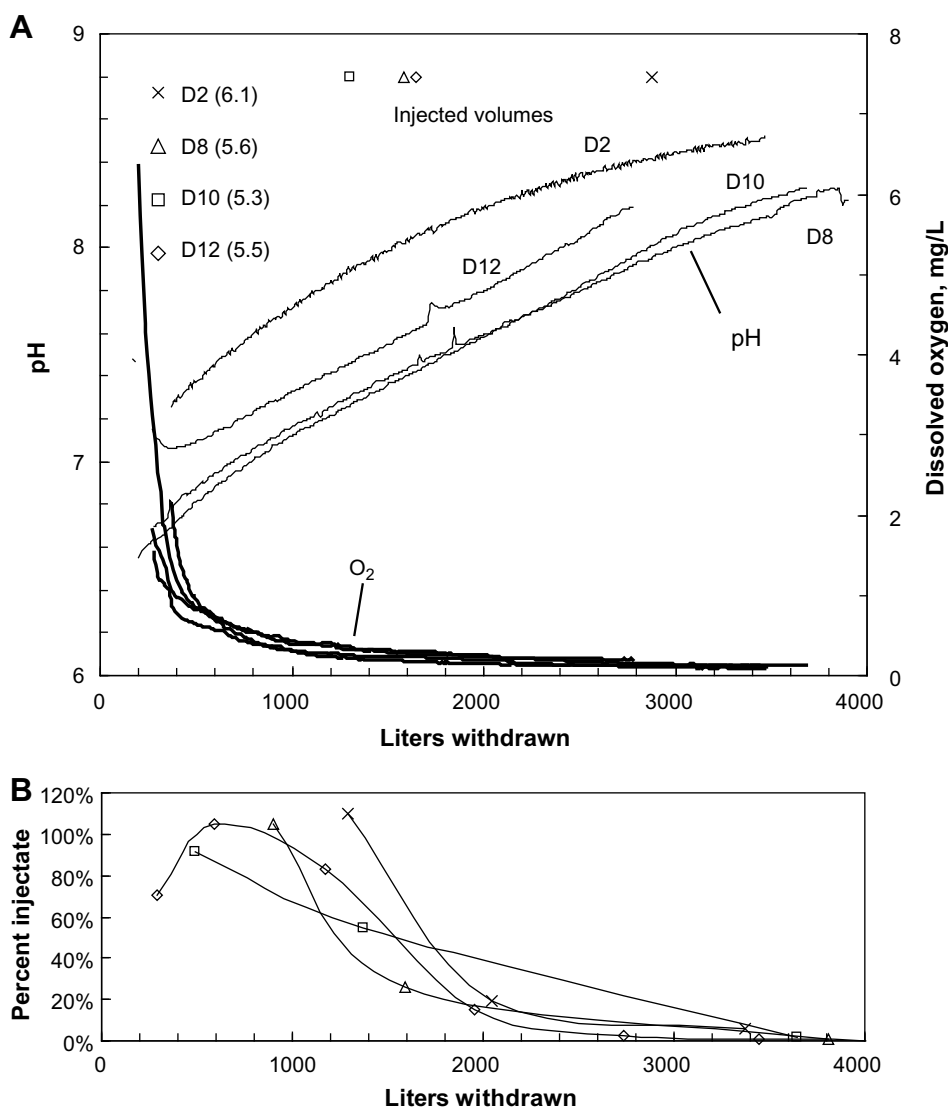 A
9
8
7
6
pH
D2 (6.1)
D8 (5.6)
D10 (5.3)
D12 (5.5)
Injected volumes
D2
D10
D8
D12
pH
O₂
8
6
4
2
0
Dissolved oxygen, mg/L
0 1000 2000 3000 4000
Liters withdrawn
B
120%
100%
80%
60%
40%
20%
0%
Percent injectate
0 1000 2000 3000 4000
Liters withdrawn